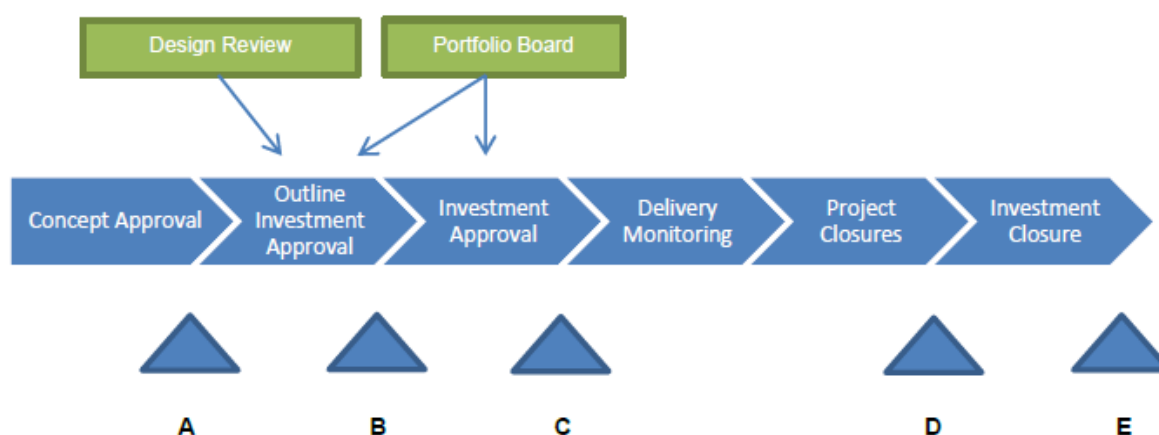 Design Review
Portfolio Board
Concept Approval
Outline
Investment
Approval
Investment
Approval
Delivery
Monitoring
Project
Closures
Investment
Closure
A
B
C
D
E